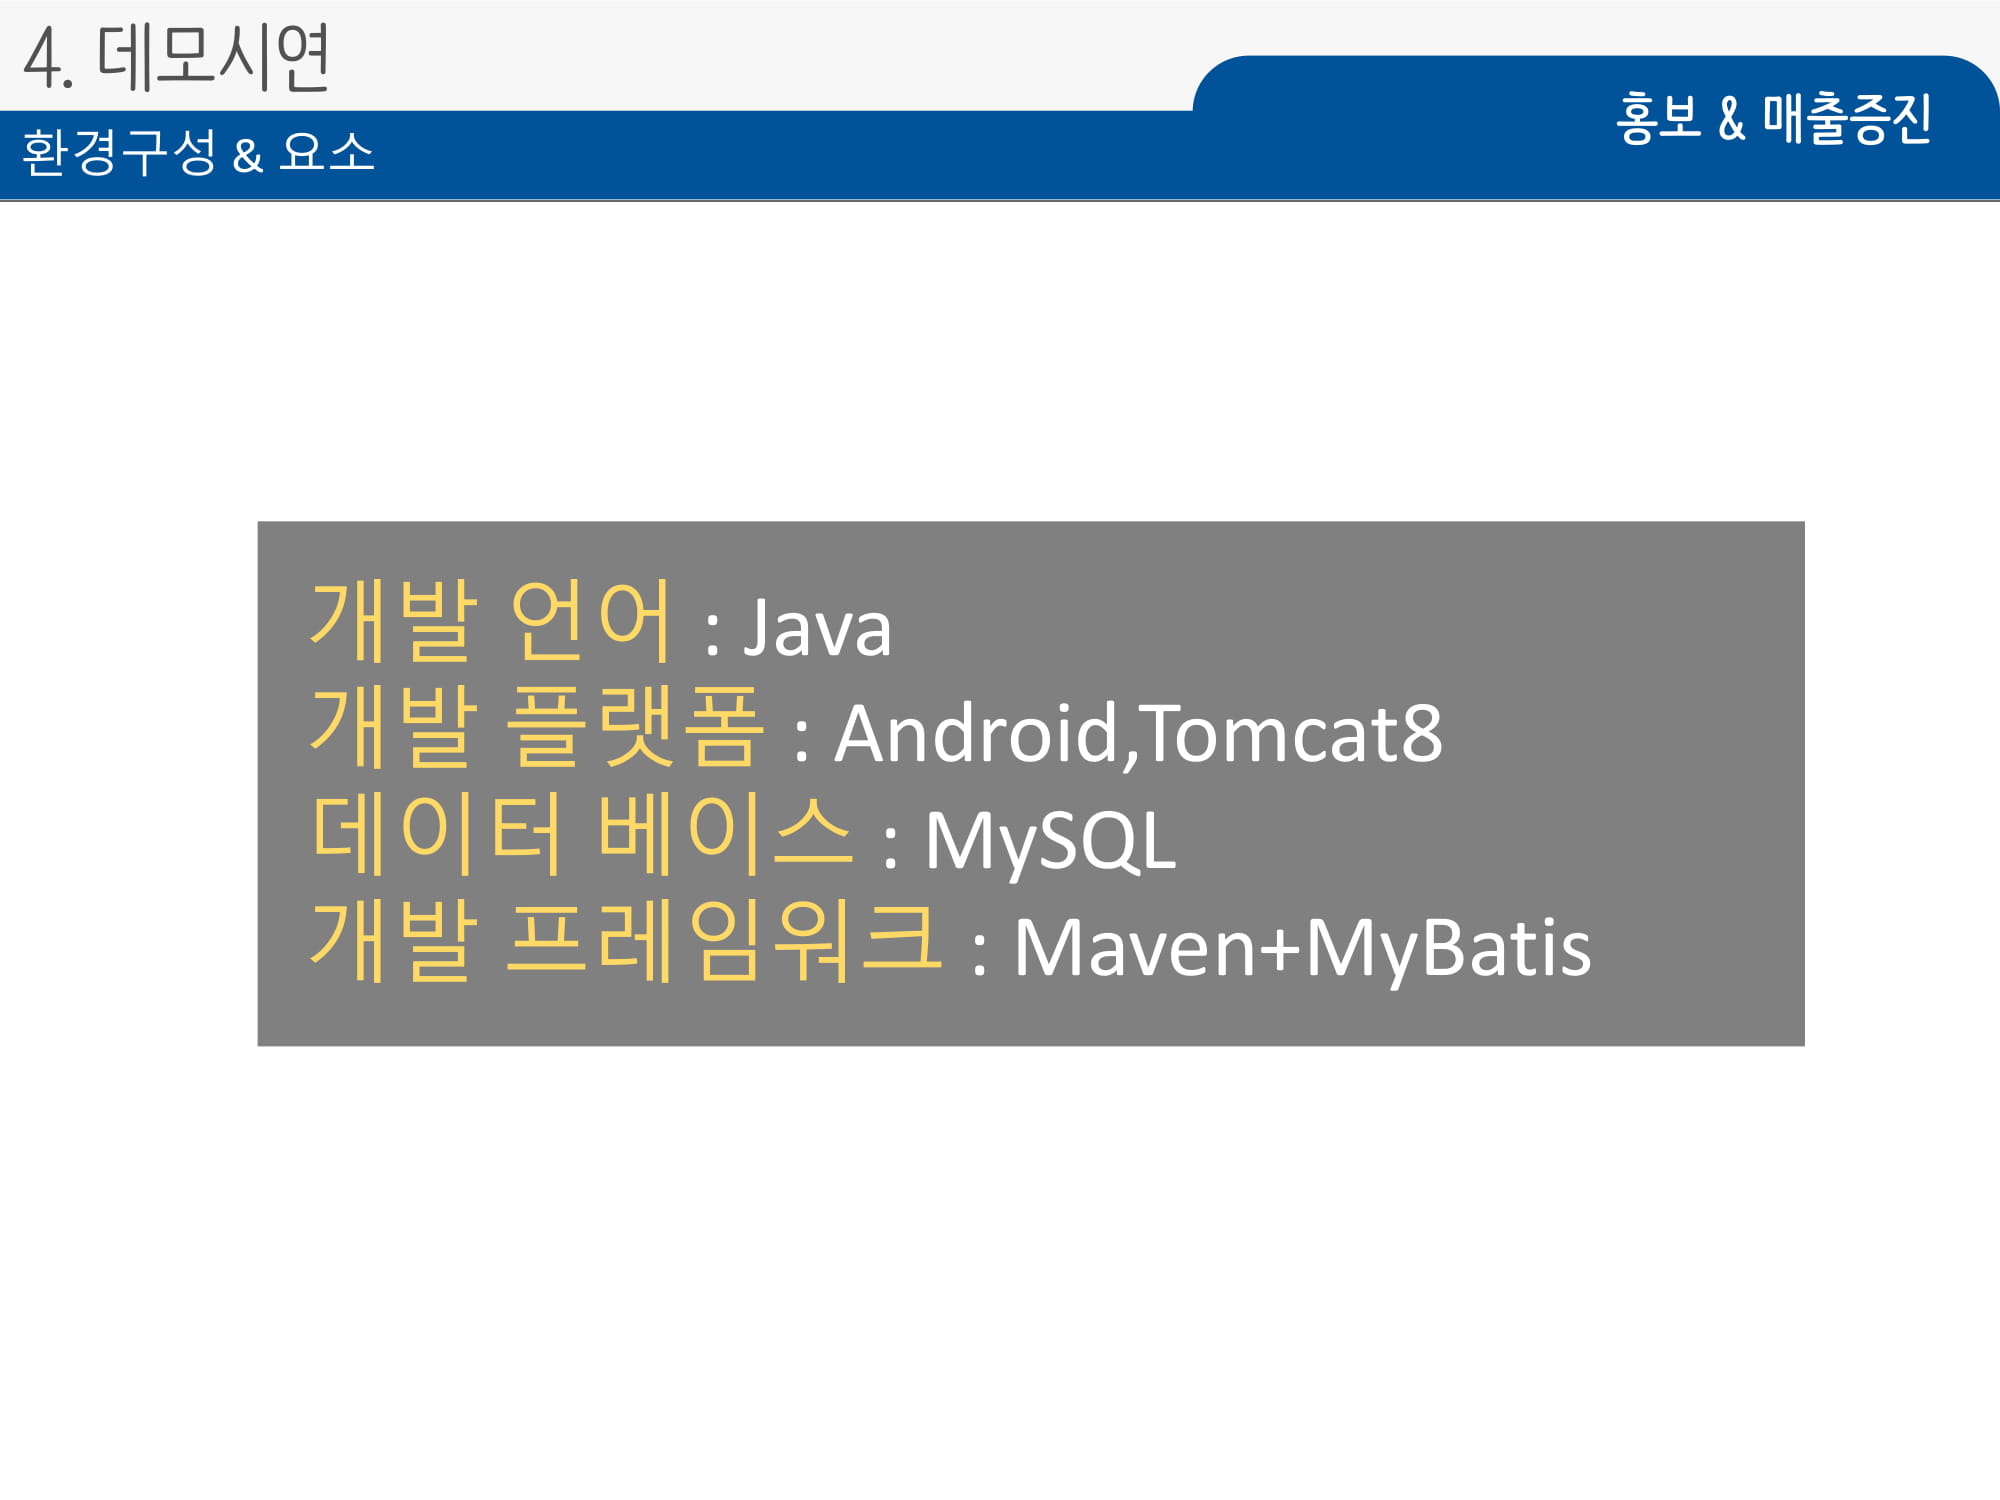 4. 데모시연
홍보 & 매출증진
환경구성 & 요소
개발 언어 : Java
개발 플랫폼 : Android,Tomcat8
데이터 베이스 : MySQL
개발 프레임워크 : Maven+MyBatis